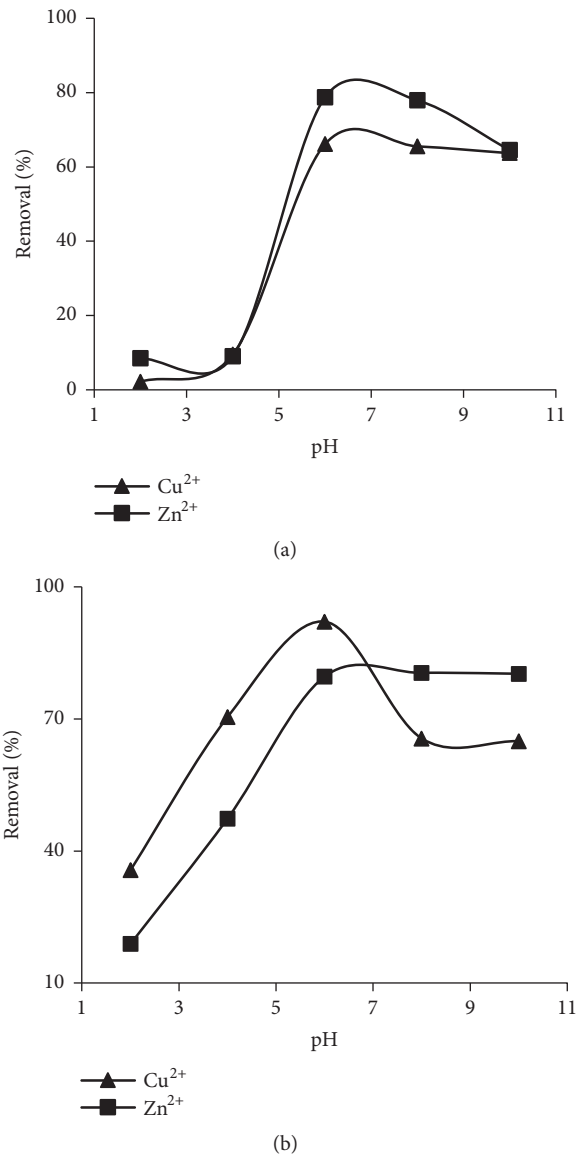 100
80
60
40
20
0
Removal (%)
1 3 5 7 9 11
pH
Cu²⁺
Zn²⁺
(a)
100
70
40
10
Removal (%)
1 3 5 7 9 11
pH
Cu²⁺
Zn²⁺
(b)